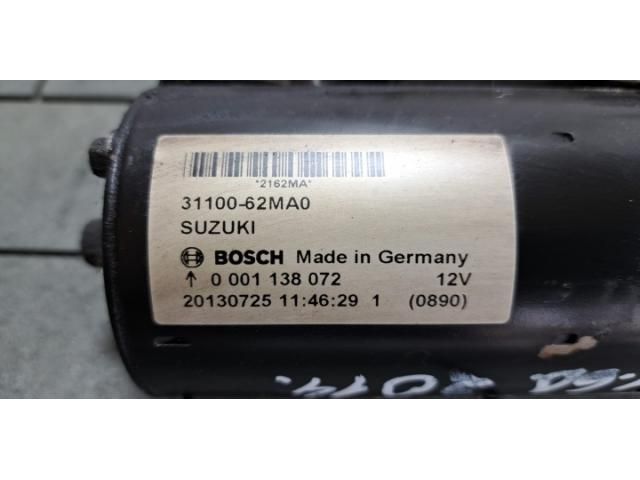 *2162MA*
31100-62MA0
SUZUKI
BOSCH Made in Germany
↑ 0 001 138 072 12V
20130725 11:46:29 1 (0890)
2014.